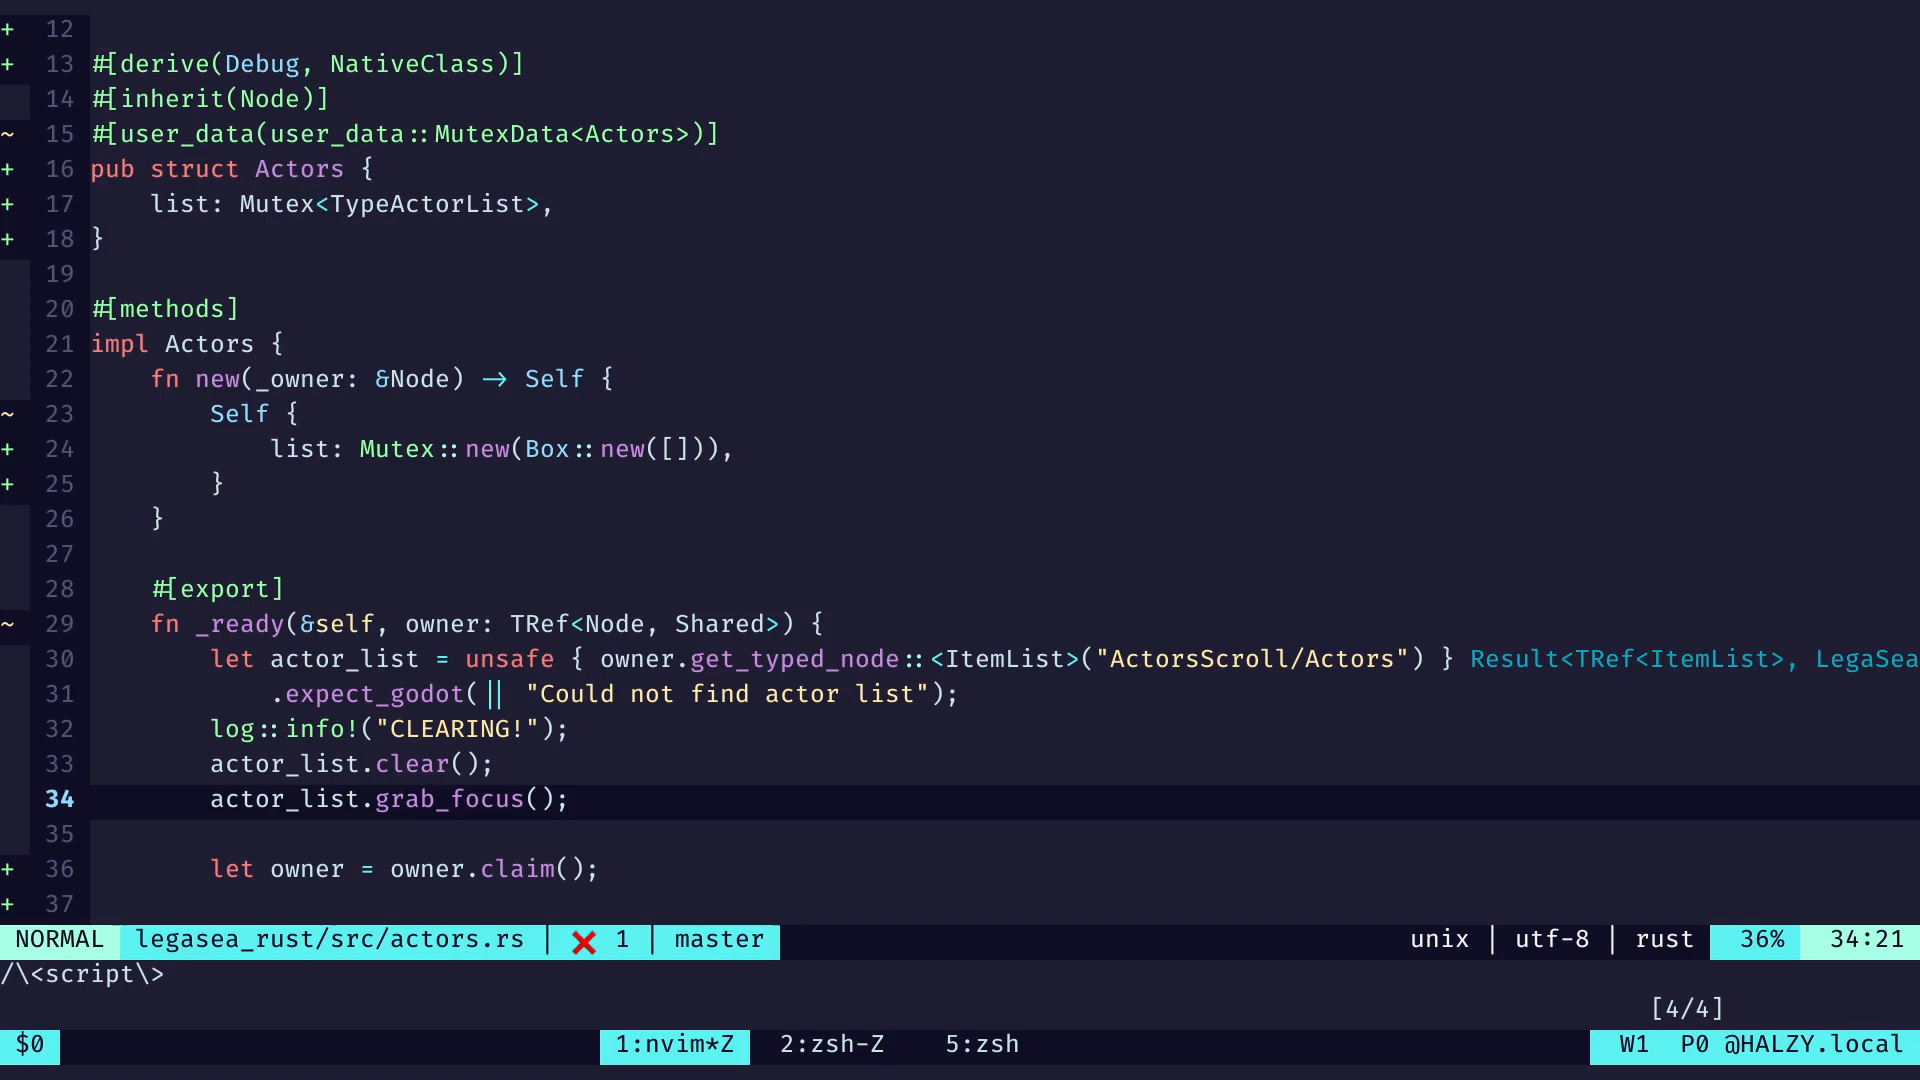 + 12
+ 13 #[derive(Debug, NativeClass)]
14 #[inherit(Node)]
~ 15 #[user_data(user_data::MutexData<Actors>)]
+ 16 pub struct Actors {
+ 17     list: Mutex<TypeActorList>,
+ 18 }
19
20 #[methods]
21 impl Actors {
22     fn new(_owner: &Node) -> Self {
~ 23         Self {
+ 24             list: Mutex::new(Box::new([])),
+ 25         }
26     }
27
28     #[export]
~ 29     fn _ready(&self, owner: TRef<Node, Shared>) {
30         let actor_list = unsafe { owner.get_typed_node::<ItemList>("ActorsScroll/Actors") } Result<TRef<ItemList>, LegaSea
31             .expect_godot(|| "Could not find actor list");
32         log::info!("CLEARING!");
33         actor_list.clear();
34         actor_list.grab_focus();
35
+ 36         let owner = owner.claim();
+ 37
NORMAL legasea_rust/src/actors.rs | ❌ 1 | master unix | utf-8 | rust 36% 34:21
/\<script\>
[4/4]
$0 1:nvim*Z 2:zsh-Z 5:zsh W1 P0 @HALZY.local